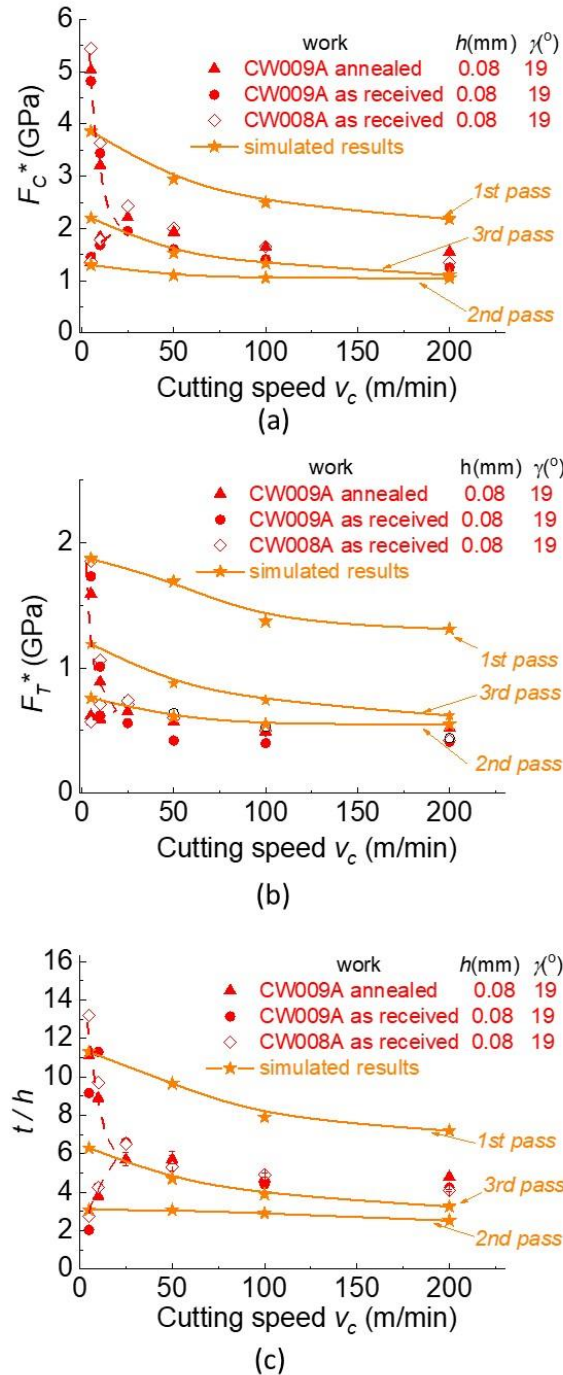 work h(mm) γ(°)
CW009A annealed 0.08 19
CW009A as received 0.08 19
CW008A as received 0.08 19
simulated results
6
5
4
3
2
1
0
F_C* (GPa)
1st pass
3rd pass
2nd pass
0 50 100 150 200
Cutting speed v_c (m/min)
(a)
work h(mm) γ(°)
CW009A annealed 0.08 19
CW009A as received 0.08 19
CW008A as received 0.08 19
simulated results
2
1
0
F_T* (GPa)
1st pass
3rd pass
2nd pass
0 50 100 150 200
Cutting speed v_c (m/min)
(b)
16
14
12
10
8
6
4
2
0
t / h
work h(mm) γ(°)
CW009A annealed 0.08 19
CW009A as received 0.08 19
CW008A as received 0.08 19
simulated results
1st pass
3rd pass
2nd pass
0 50 100 150 200
Cutting speed v_c (m/min)
(c)